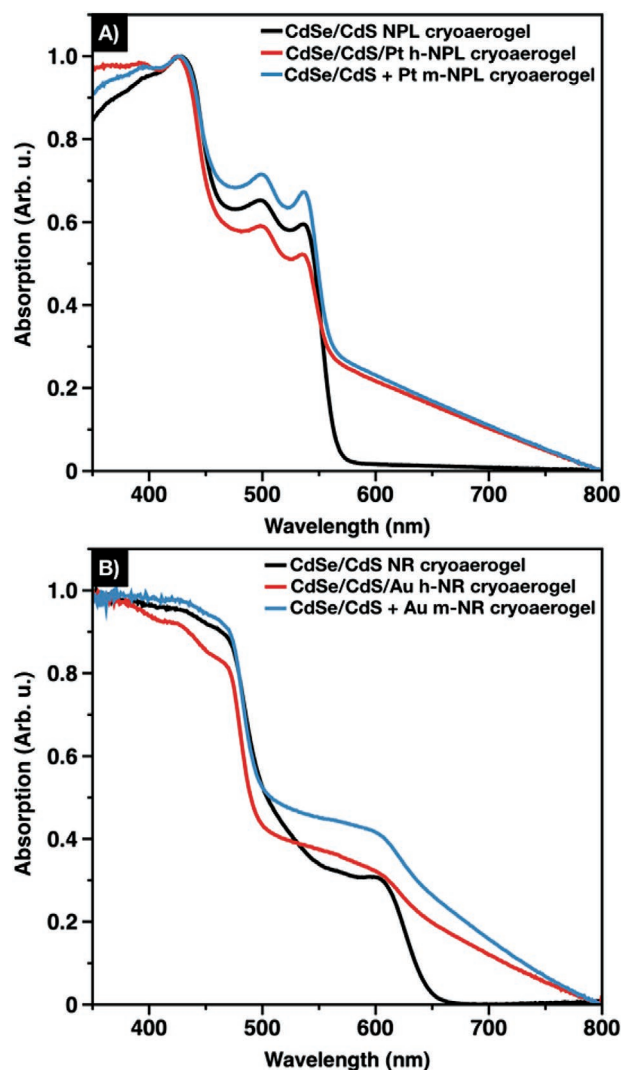 A)
CdSe/CdS NPL cryoaerogel
CdSe/CdS/Pt h-NPL cryoaerogel
CdSe/CdS + Pt m-NPL cryoaerogel
1.0
0.8
0.6
0.4
0.2
0
Absorption (Arb. u.)
400 500 600 700 800
Wavelength (nm)
B)
CdSe/CdS NR cryoaerogel
CdSe/CdS/Au h-NR cryoaerogel
CdSe/CdS + Au m-NR cryoaerogel
1.0
0.8
0.6
0.4
0.2
0
Absorption (Arb. u.)
400 500 600 700 800
Wavelength (nm)